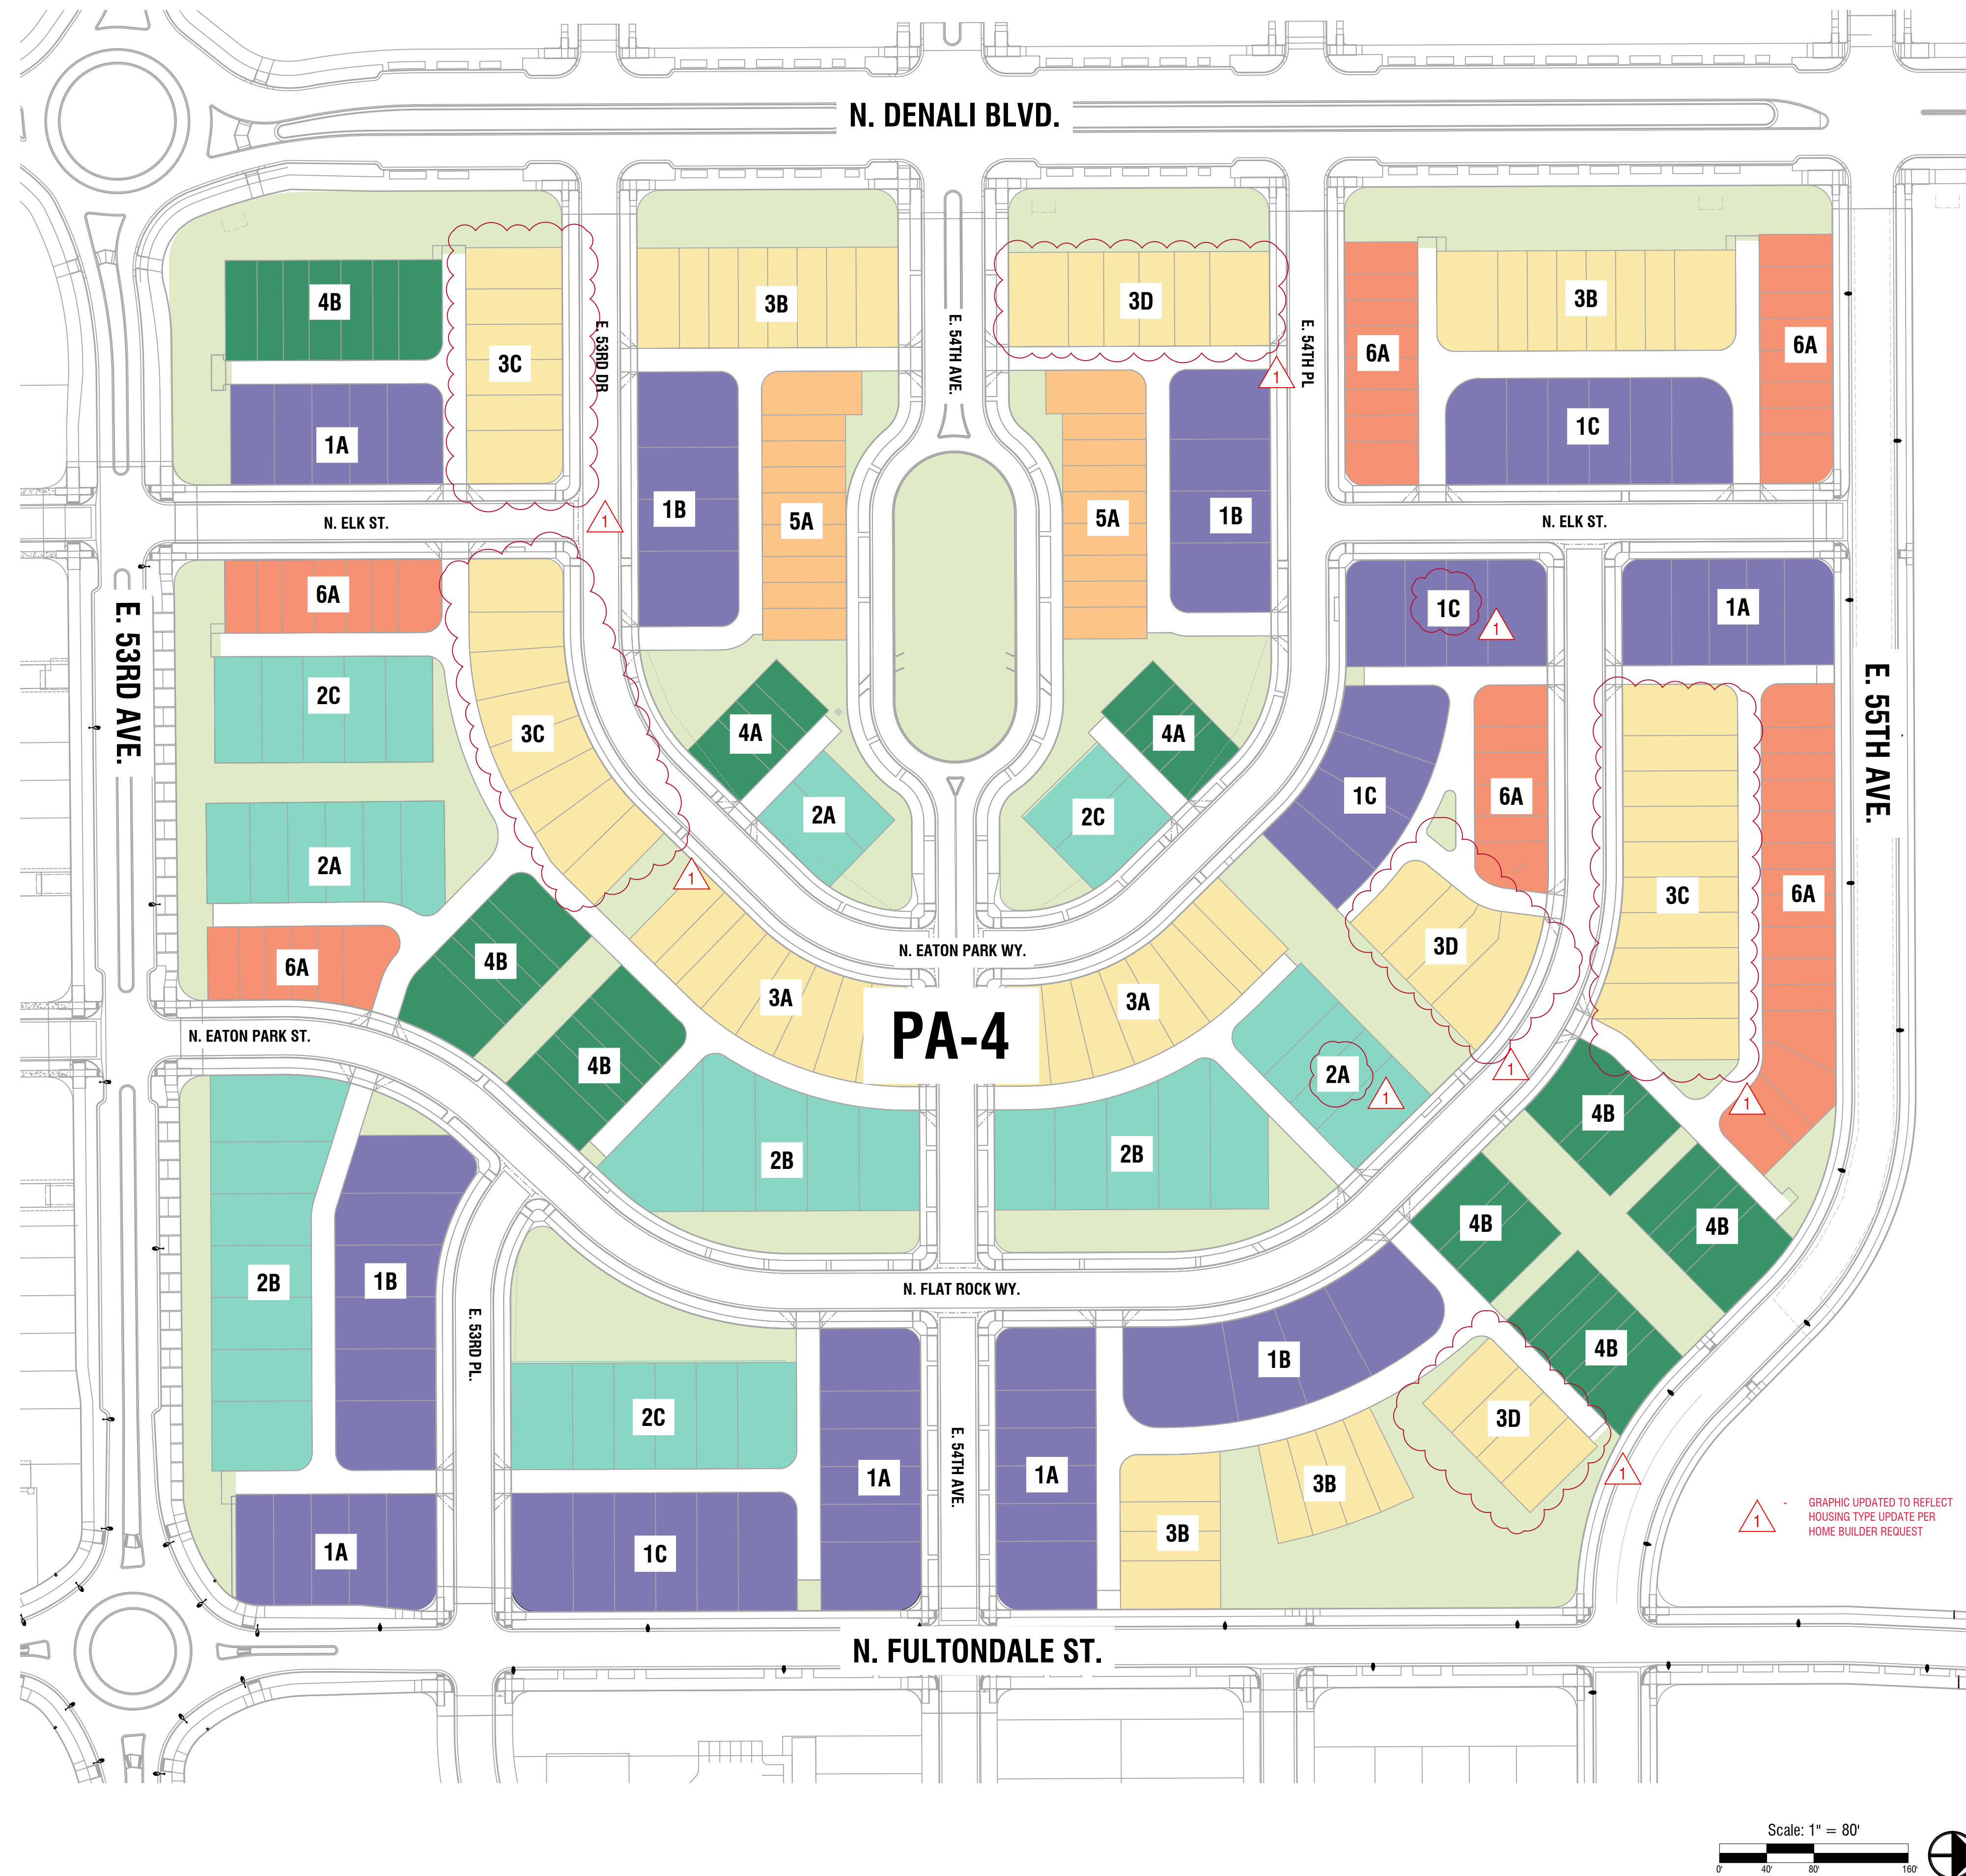 N. DENALI BLVD.
4B
3C
E. 53RD DR
3B
E. 54TH AVE.
3D
E. 54TH PL
1
6A
3B
6A
1A
1B
5A
5A
1B
1C
N. ELK ST.
1
N. ELK ST.
E. 53RD AVE.
6A
2C
3C
4A
2A
4A
2C
1C
1
1A
1C
6A
3C
6A
E. 55TH AVE.
2A
1
6A
4B
3A
N. EATON PARK WY.
3A
3D
N. EATON PARK ST.
4B
PA-4
2A
1
1
1
4B
2B
2B
4B
4B
2B
1B
N. FLAT ROCK WY.
E. 53RD PL.
1B
4B
2C
1A
E. 54TH AVE.
1A
3B
3D
1
1A
1C
3B
1
- GRAPHIC UPDATED TO REFLECT
HOUSING TYPE UPDATE PER
HOME BUILDER REQUEST
N. FULTONDALE ST.
Scale: 1" = 80'
0' 40' 80' 160'